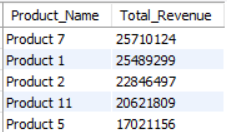 Product_Name Total_Revenue
Product 7 25710124
Product 1 25489299
Product 2 22846497
Product 11 20621809
Product 5 17021156